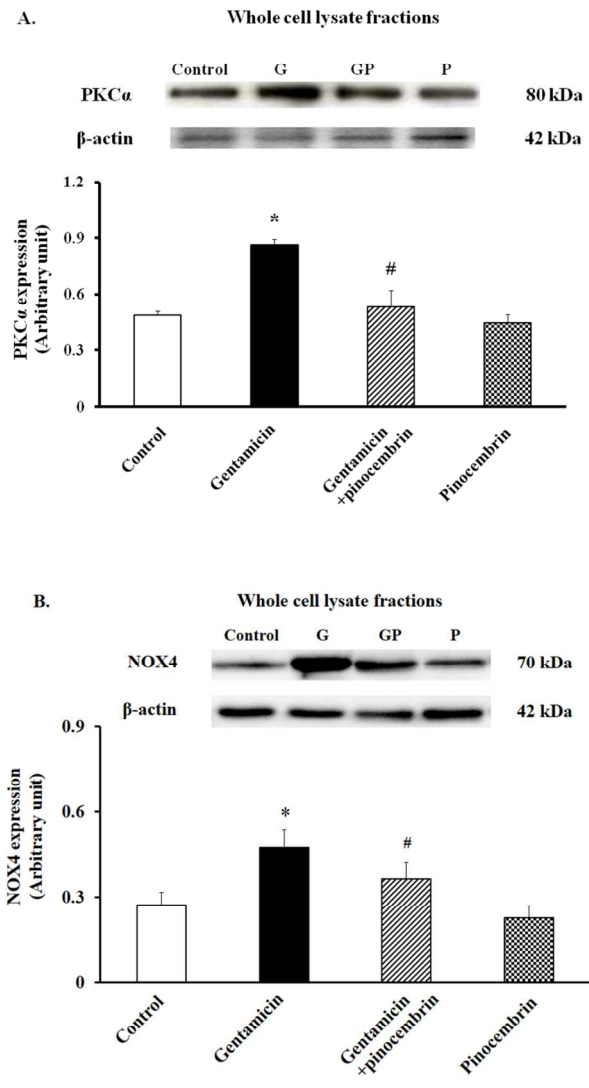 A.
Whole cell lysate fractions
Control G GP P
PKCα 80 kDa
β-actin 42 kDa
PKCα expression
(Arbitrary unit)
1.2
0.9
0.6
0.3
0
*
#
Control
Gentamicin
Gentamicin
+pinocembrin
Pinocembrin
B.
Whole cell lysate fractions
Control G GP P
NOX4 70 kDa
β-actin 42 kDa
NOX4 expression
(Arbitrary unit)
0.9
0.6
0.3
0
*
#
Control
Gentamicin
Gentamicin
+pinocembrin
Pinocembrin